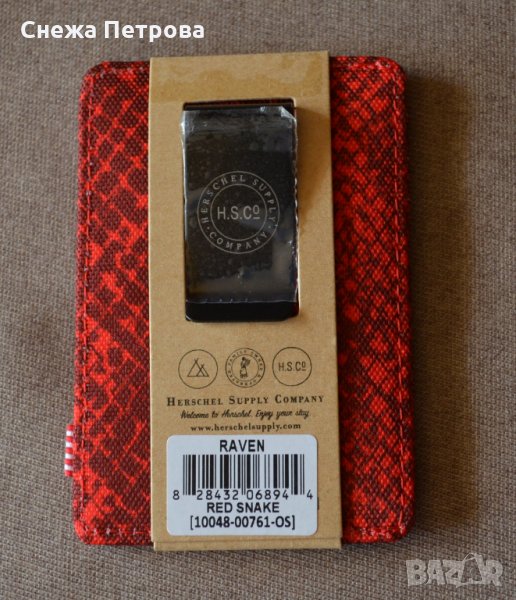 Снежа Петрова
HERSCHEL SUPPLY
H.S.Co
COMPANY
H.S.Co
HERSCHEL SUPPLY COMPANY
Welcome to Herschel. Enjoy your stay.
www.herschelsupply.com
RAVEN
8 28432 06894 4
RED SNAKE
[10048-00761-OS]
BAZAR